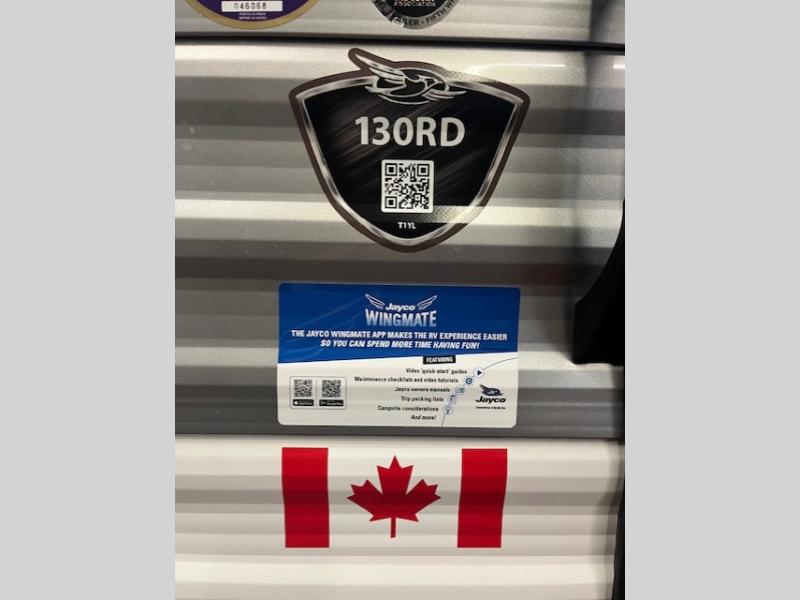 046068
ASSOCIATION
130RD
T1YL
Jayco
WINGMATE
THE JAYCO WINGMATE APP MAKES THE RV EXPERIENCE EASIER
SO YOU CAN SPEND MORE TIME HAVING FUN!
FEATURING
Video 'quick-start' guides
Maintenance checklists and video tutorials
Jayco owners manuals
Trip packing lists
Campsite considerations
And more!
Jayco